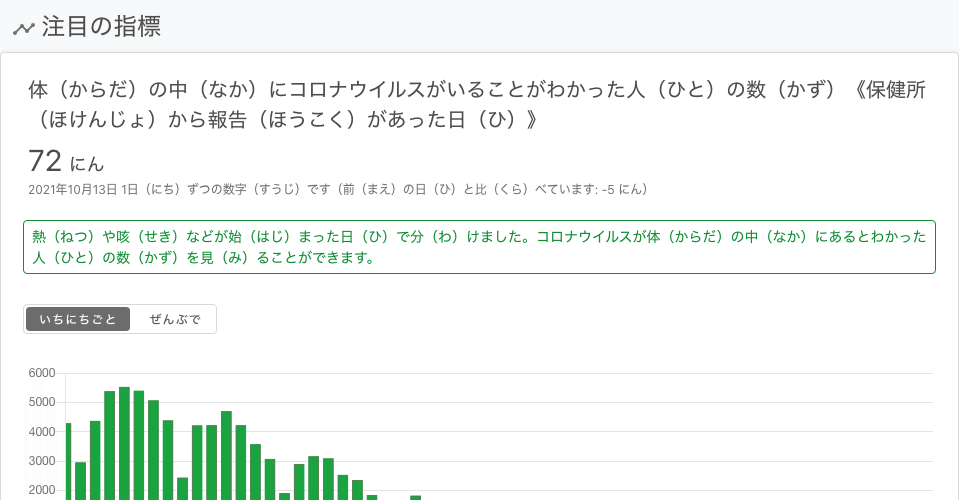 注目の指標
体（からだ）の中（なか）にコロナウイルスがいることがわかった人（ひと）の数（かず）《保健所
（ほけんじょ）から報告（ほうこく）があった日（ひ）》
72 にん
2021年10月13日 1日（にち）ずつの数字（すうじ）です（前（まえ）の日（ひ）と比（くら）べています: -5 にん）
熱（ねつ）や咳（せき）などが始（はじ）まった日（ひ）で分（わ）けました。コロナウイルスが体（からだ）の中（なか）にあるとわかった
人（ひと）の数（かず）を見（み）ることができます。
いちにちごと ぜんぶで
6000
5000
4000
3000
2000